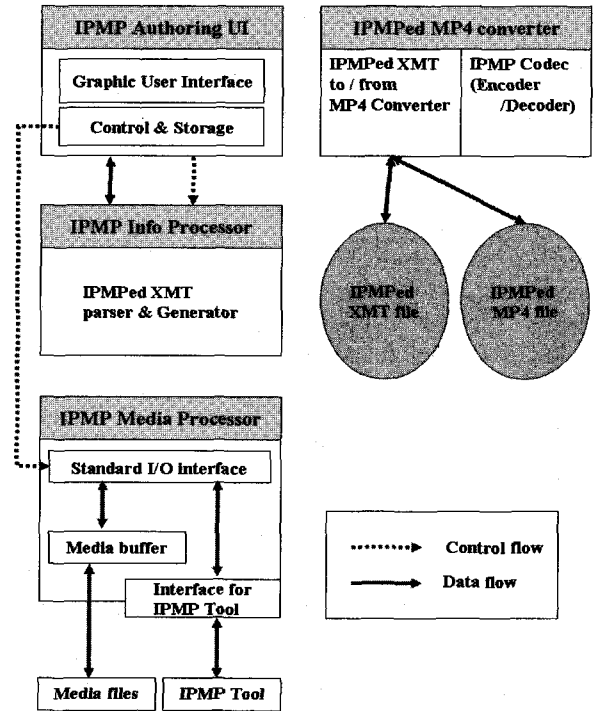 IPMP Authoring UI
Graphic User Interface
Control & Storage
IPMP Info Processor
IPMPed XMT
parser & Generator
IPMP Media Processor
Standard I/O interface
Media buffer
Interface for
IPMP Tool
Media files
IPMP Tool
IPMPed MP4 converter
IPMPed XMT
to / from
MP4 Converter
IPMP Codec
(Encoder
/Decoder)
IPMPed
XMT file
IPMPed
MP4 file
Control flow
Data flow